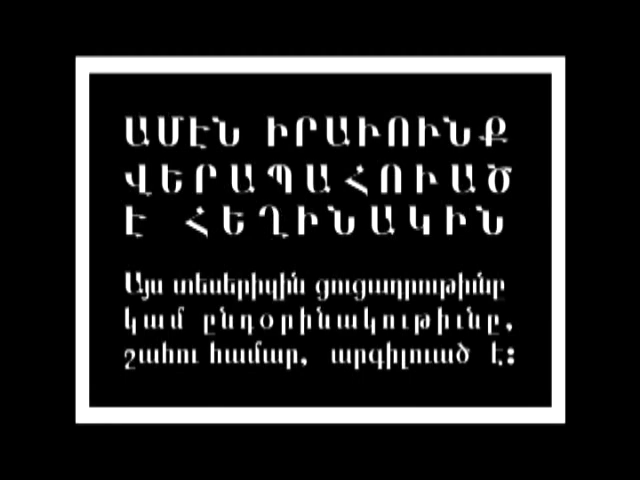 ԱՄԷՆ ԻՐԱՒՈՒՆՔ
ՎԵՐԱՊԱՀՈՒԱԾ
Է ՀԵՂԻՆԱԿԻՆ
Այս տեսերիզին ցուցադրութիւնը
կամ ընդօրինակութիւնը,
շահու համար, արգիլուած է: